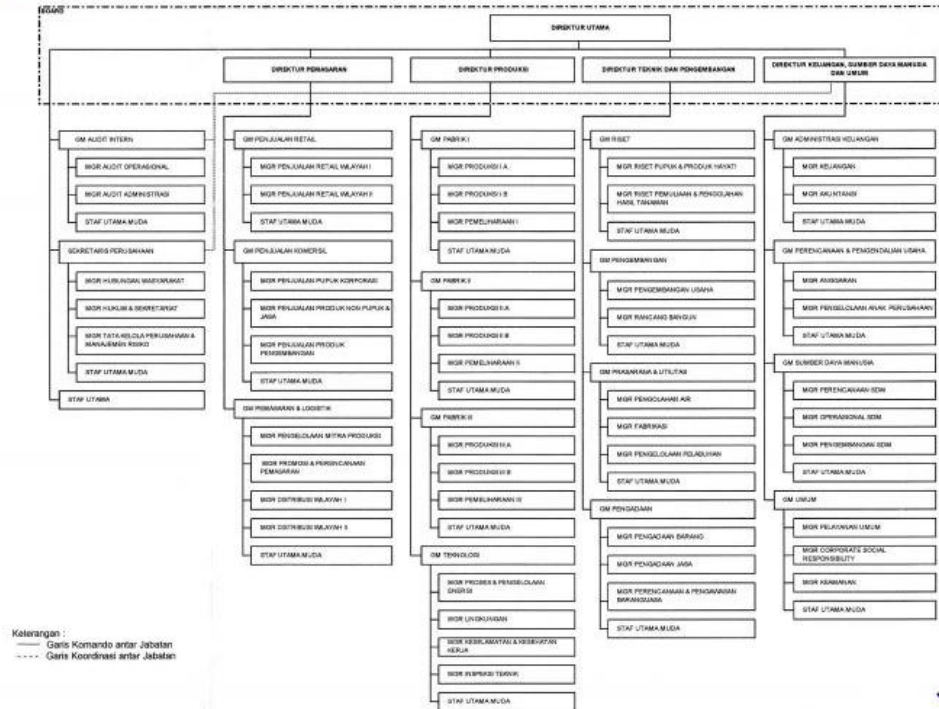 DIREKTUR UTAMA
DIREKTUR PEMASARAN
DIREKTUR PRODUKSI
DIREKTUR TEKNIK DAN PENGEMBANGAN
DIREKTUR KEUANGAN, SUMBER DAYA MANUSIA
DAN UMUM
GM AUDIT INTERN
MGR AUDIT OPERASIONAL
MGR AUDIT ADMINISTRASI
STAF UTAMA MUDA
SEKRETARIS PERUSAHAAN
MGR HUBUNGAN MASYARAKAT
MGR HUKUM & SEKRETARIAT
MGR TATA KELOLA PERUSAHAAN &
MANAJEMEN RISIKO
STAF UTAMA MUDA
STAF UTAMA
GM PENJUALAN RETAIL
MGR PENJUALAN RETAIL WILAYAH I
MGR PENJUALAN RETAIL WILAYAH II
STAF UTAMA MUDA
GM PENJUALAN KOMERSIL
MGR PENJUALAN PUPUK KORPORASI
MGR PENJUALAN PRODUK NON PUPUK &
JASA
MGR PENJUALAN PRODUK
PENGEMBANGAN
STAF UTAMA MUDA
GM PEMASARAN & LOGISTIK
MGR PENGELOLAAN MITRA PRODUKSI
MGR PROMOSI & PERENCANAAN
PEMASARAN
MGR DISTRIBUSI WILAYAH I
MGR DISTRIBUSI WILAYAH II
STAF UTAMA MUDA
GM PABRIK I
MGR PRODUKSI I A
MGR PRODUKSI I B
MGR PEMELIHARAAN I
STAF UTAMA MUDA
GM PABRIK II
MGR PRODUKSI II A
MGR PRODUKSI II B
MGR PEMELIHARAAN II
STAF UTAMA MUDA
GM PABRIK III
MGR PRODUKSI III A
MGR PRODUKSI III B
MGR PEMELIHARAAN III
STAF UTAMA MUDA
GM TEKNOLOGI
MGR PROSES & PENGELOLAAN
ENERGI
MGR LINGKUNGAN
MGR KESELAMATAN & KESEHATAN
KERJA
MGR INSPEKSI TEKNIK
STAF UTAMA MUDA
GM RISET
MGR RISET PUPUK & PRODUK HAYATI
MGR RISET PEMULIAAN & PENGOLAHAN
HASIL TANAMAN
STAF UTAMA MUDA
GM PENGEMBANGAN
MGR PENGEMBANGAN USAHA
MGR RANCANG BANGUN
STAF UTAMA MUDA
GM PRASARANA & UTILITAS
MGR PENGOLAHAN AIR
MGR FABRIKASI
MGR PENGELOLAAN PELABUHAN
STAF UTAMA MUDA
GM PENGADAAN
MGR PENGADAAN BARANG
MGR PENGADAAN JASA
MGR PERENCANAAN & PENGAWASAN
BARANG/JASA
STAF UTAMA MUDA
GM ADMINISTRASI KEUANGAN
MGR KEUANGAN
MGR AKUNTANSI
STAF UTAMA MUDA
GM PERENCANAAN & PENGENDALIAN USAHA
MGR ANGGARAN
MGR PENGELOLAAN ANAK PERUSAHAAN
STAF UTAMA MUDA
GM SUMBER DAYA MANUSIA
MGR PERENCANAAN SDM
MGR OPERASIONAL SDM
MGR PENGEMBANGAN SDM
STAF UTAMA MUDA
GM UMUM
MGR PELAYANAN UMUM
MGR CORPORATE SOCIAL
RESPONSIBILITY
MGR KEAMANAN
STAF UTAMA MUDA
Keterangan :
Garis Komando antar Jabatan
Garis Koordinasi antar Jabatan